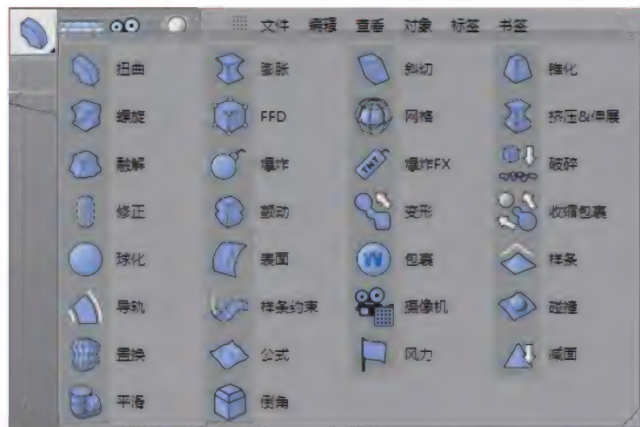 文件 编辑 查看 对象 标签 书签
扭曲 膨胀 斜切 锥化
螺旋 FFD 网格 挤压&伸展
融解 爆炸 TNT 爆炸FX 破碎
修正 颤动 变形 收缩包裹
球化 表面 W 包裹 样条
导轨 样条约束 摄像机 碰撞
置换 公式 风力 减面
平滑 倒角